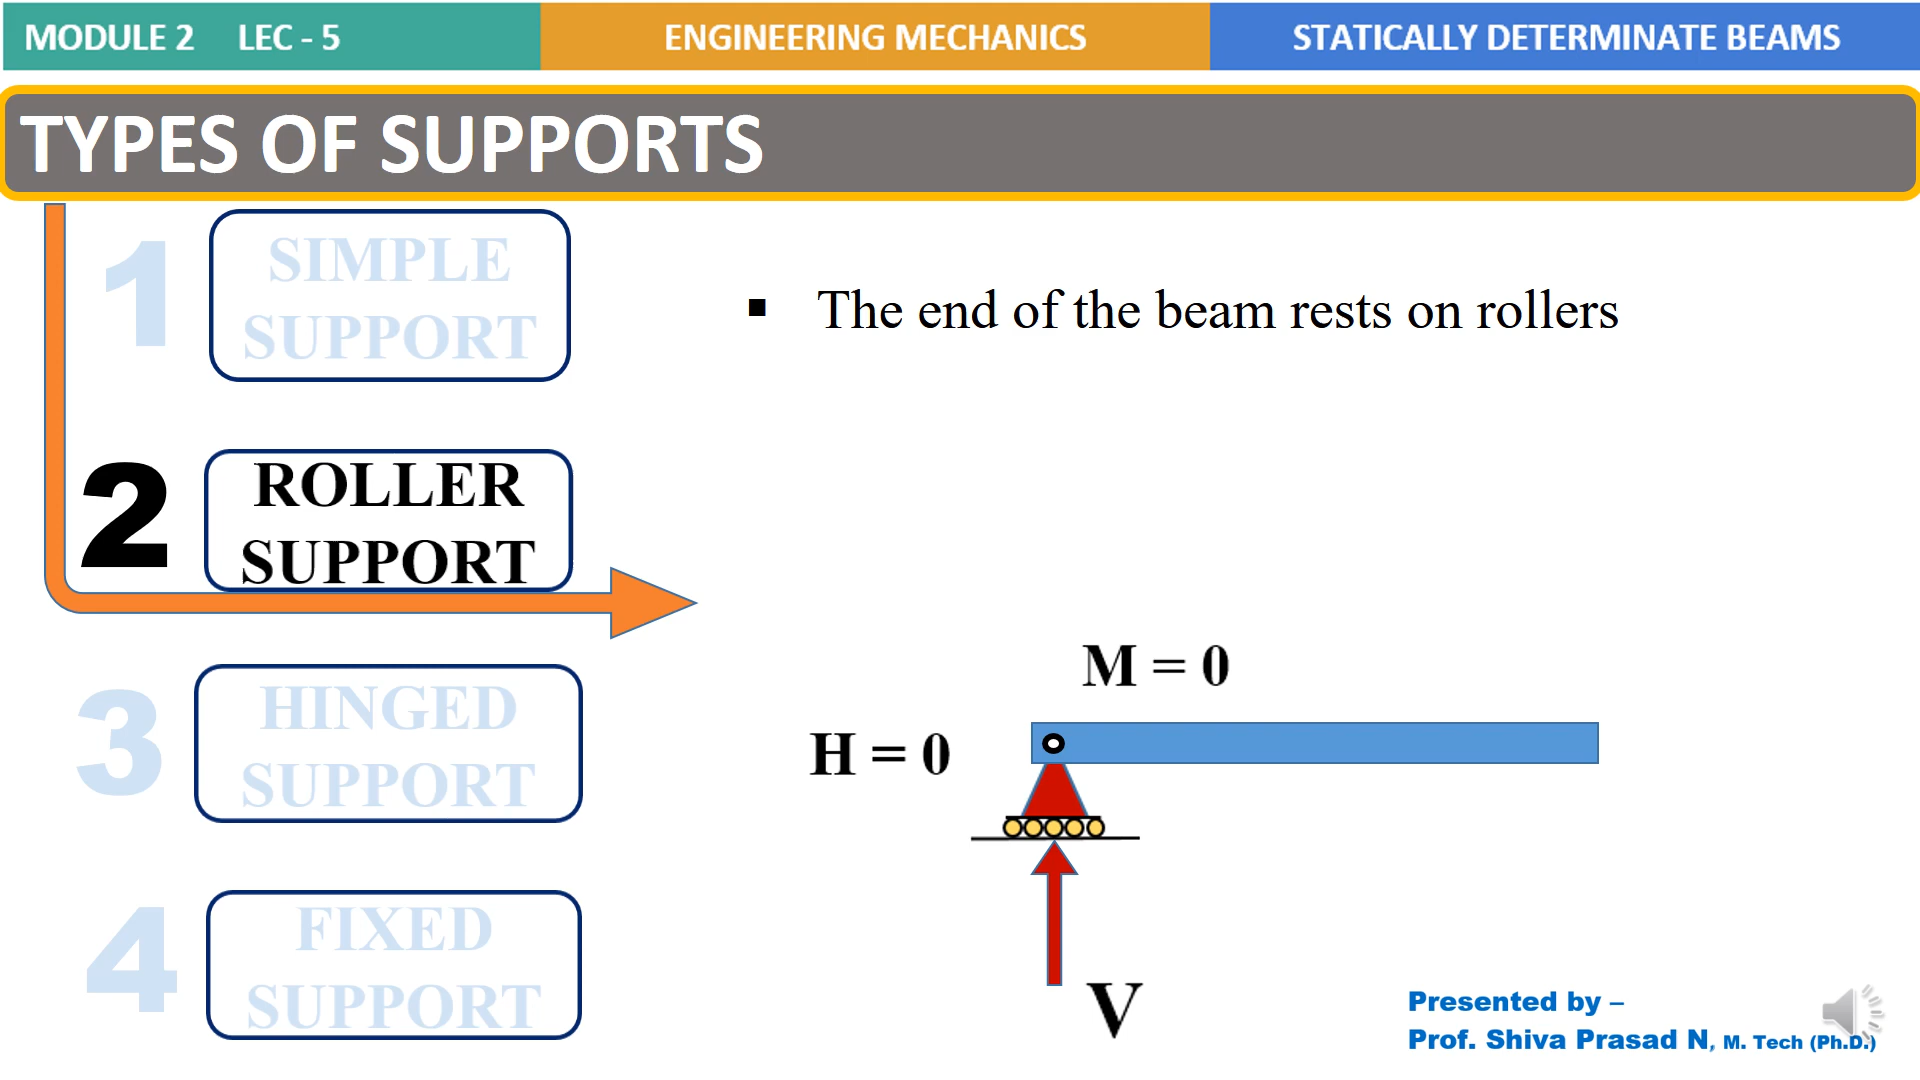 MODULE 2 LEC - 5
ENGINEERING MECHANICS
STATICALLY DETERMINATE BEAMS
TYPES OF SUPPORTS
1
SIMPLE
SUPPORT
2
ROLLER
SUPPORT
3
HINGED
SUPPORT
4
FIXED
SUPPORT
▪ The end of the beam rests on rollers
M = 0
H = 0
V
Presented by –
Prof. Shiva Prasad N, M. Tech (Ph.D.)